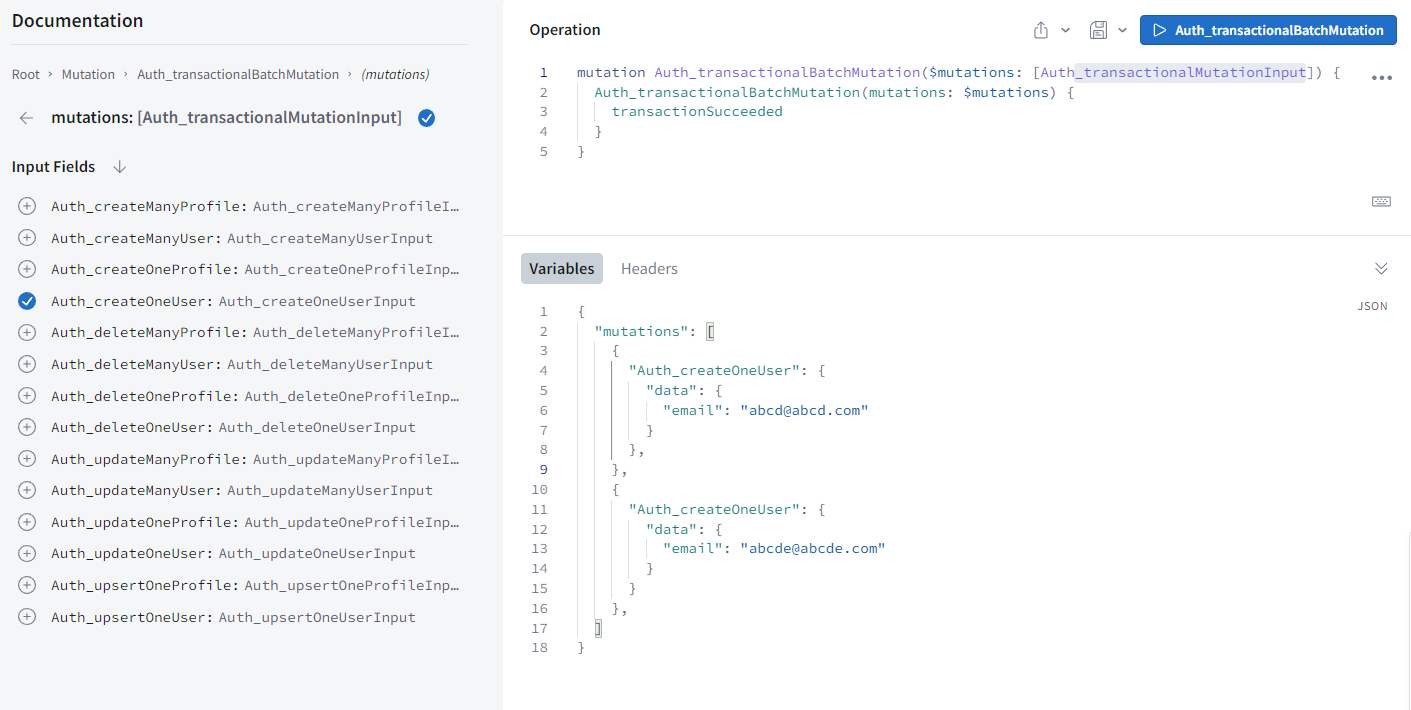 Documentation
Root › Mutation › Auth_transactionalBatchMutation › (mutations)
mutations: [Auth_transactionalMutationInput]
Input Fields
Auth_createManyProfile: Auth_createManyProfileI…
Auth_createManyUser: Auth_createManyUserInput
Auth_createOneProfile: Auth_createOneProfileInp…
Auth_createOneUser: Auth_createOneUserInput
Auth_deleteManyProfile: Auth_deleteManyProfileI…
Auth_deleteManyUser: Auth_deleteManyUserInput
Auth_deleteOneProfile: Auth_deleteOneProfileInp…
Auth_deleteOneUser: Auth_deleteOneUserInput
Auth_updateManyProfile: Auth_updateManyProfileI…
Auth_updateManyUser: Auth_updateManyUserInput
Auth_updateOneProfile: Auth_updateOneProfileInp…
Auth_updateOneUser: Auth_updateOneUserInput
Auth_upsertOneProfile: Auth_upsertOneProfileInp…
Auth_upsertOneUser: Auth_upsertOneUserInput
Operation
Auth_transactionalBatchMutation
1 mutation Auth_transactionalBatchMutation($mutations: [Auth_transactionalMutationInput]) {
2 Auth_transactionalBatchMutation(mutations: $mutations) {
3 transactionSucceeded
4 }
5 }
Variables Headers
JSON
1 {
2 "mutations": [
3 {
4 "Auth_createOneUser": {
5 "data": {
6 "email": "abcd@abcd.com"
7 }
8 },
9 },
10 {
11 "Auth_createOneUser": {
12 "data": {
13 "email": "abcde@abcde.com"
14 }
15 }
16 },
17 ]
18 }